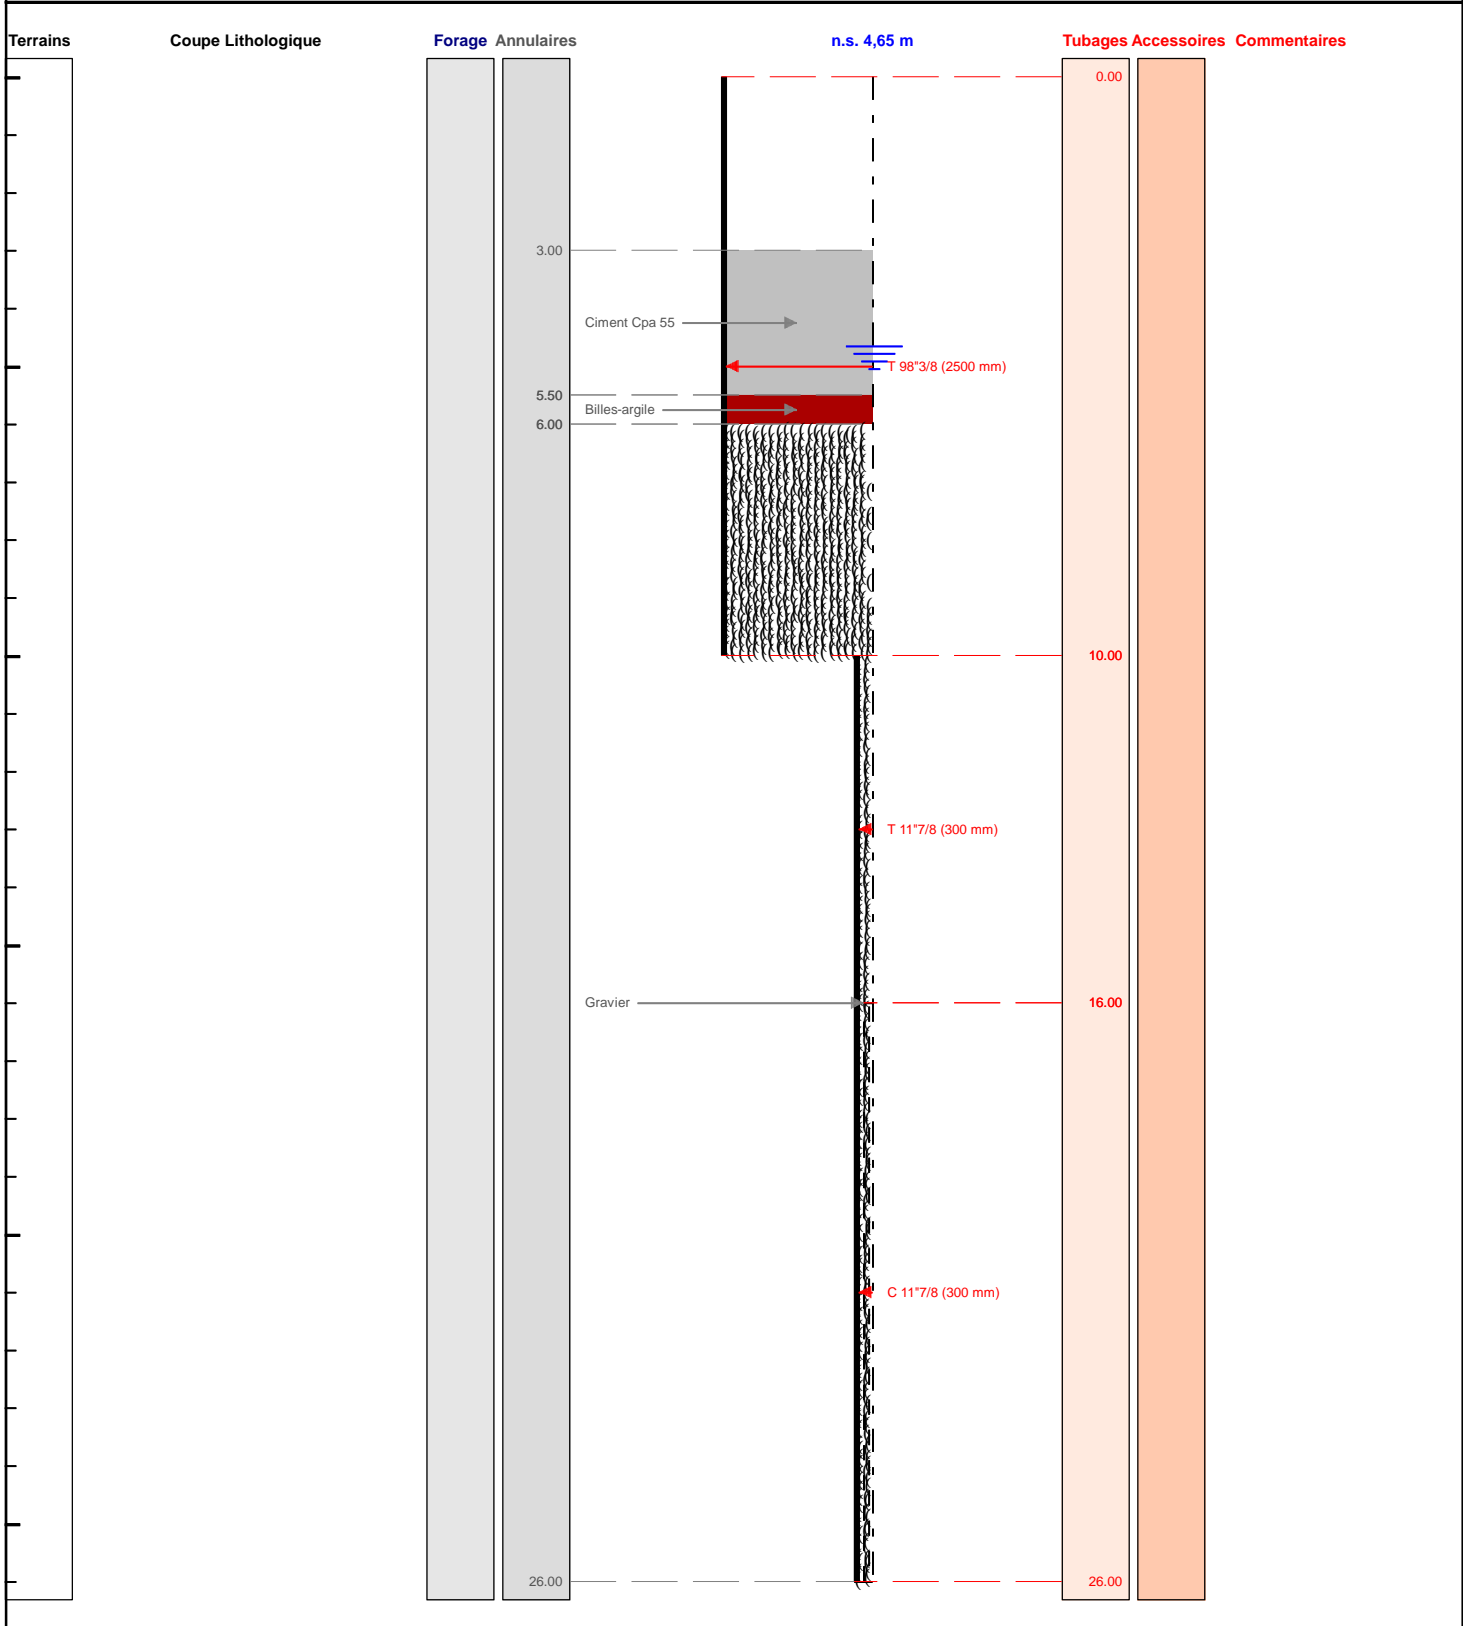 Terrains Coupe Lithologique Forage Annulaires n.s. 4,65 m Tubages Accessoires Commentaires
0.00
3.00
Ciment Cpa 55
T 98"3/8 (2500 mm)
5.50
Billes-argile
6.00
10.00
T 11"7/8 (300 mm)
Gravier 16.00
C 11"7/8 (300 mm)
26.00 26.00